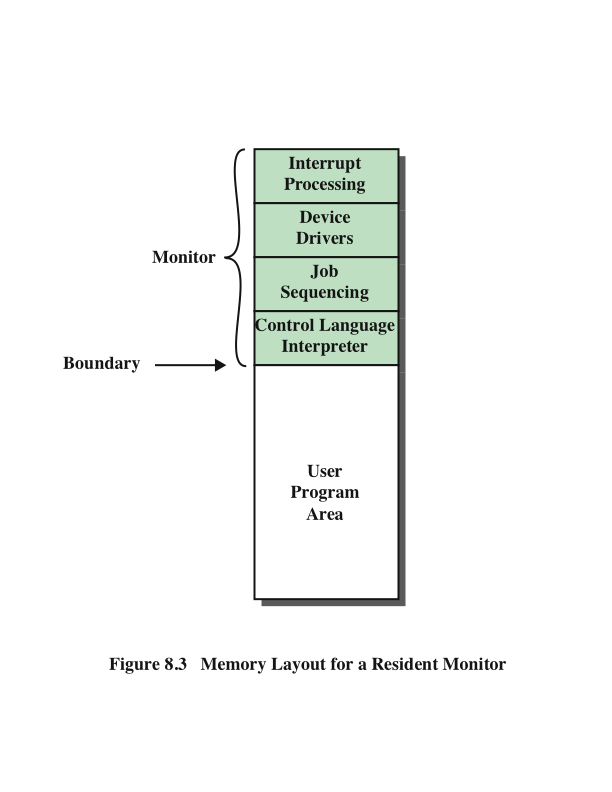 Interrupt
Processing
Device
Drivers
Monitor
Job
Sequencing
Control Language
Interpreter
Boundary
User
Program
Area
Figure 8.3 Memory Layout for a Resident Monitor